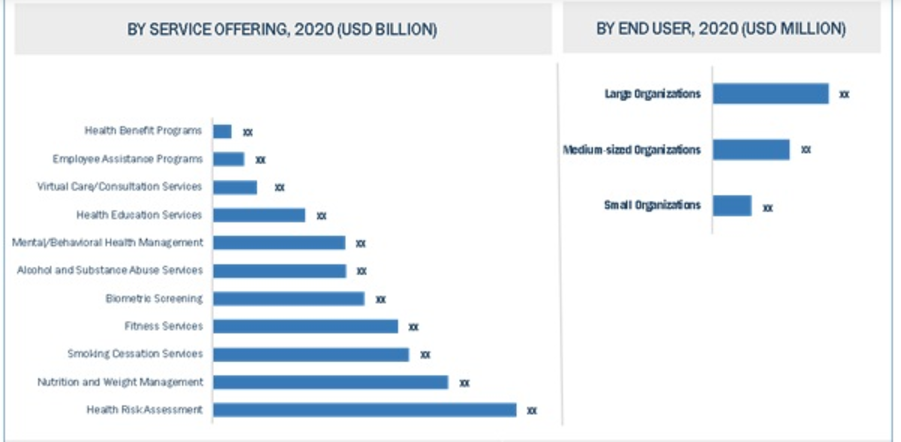 BY SERVICE OFFERING, 2020 (USD BILLION)
Health Benefit Programs xx
Employee Assistance Programs xx
Virtual Care/Consultation Services xx
Health Education Services xx
Mental/Behavioral Health Management xx
Alcohol and Substance Abuse Services xx
Biometric Screening xx
Fitness Services xx
Smoking Cessation Services xx
Nutrition and Weight Management xx
Health Risk Assessment xx
BY END USER, 2020 (USD MILLION)
Large Organizations xx
Medium-sized Organizations xx
Small Organizations xx